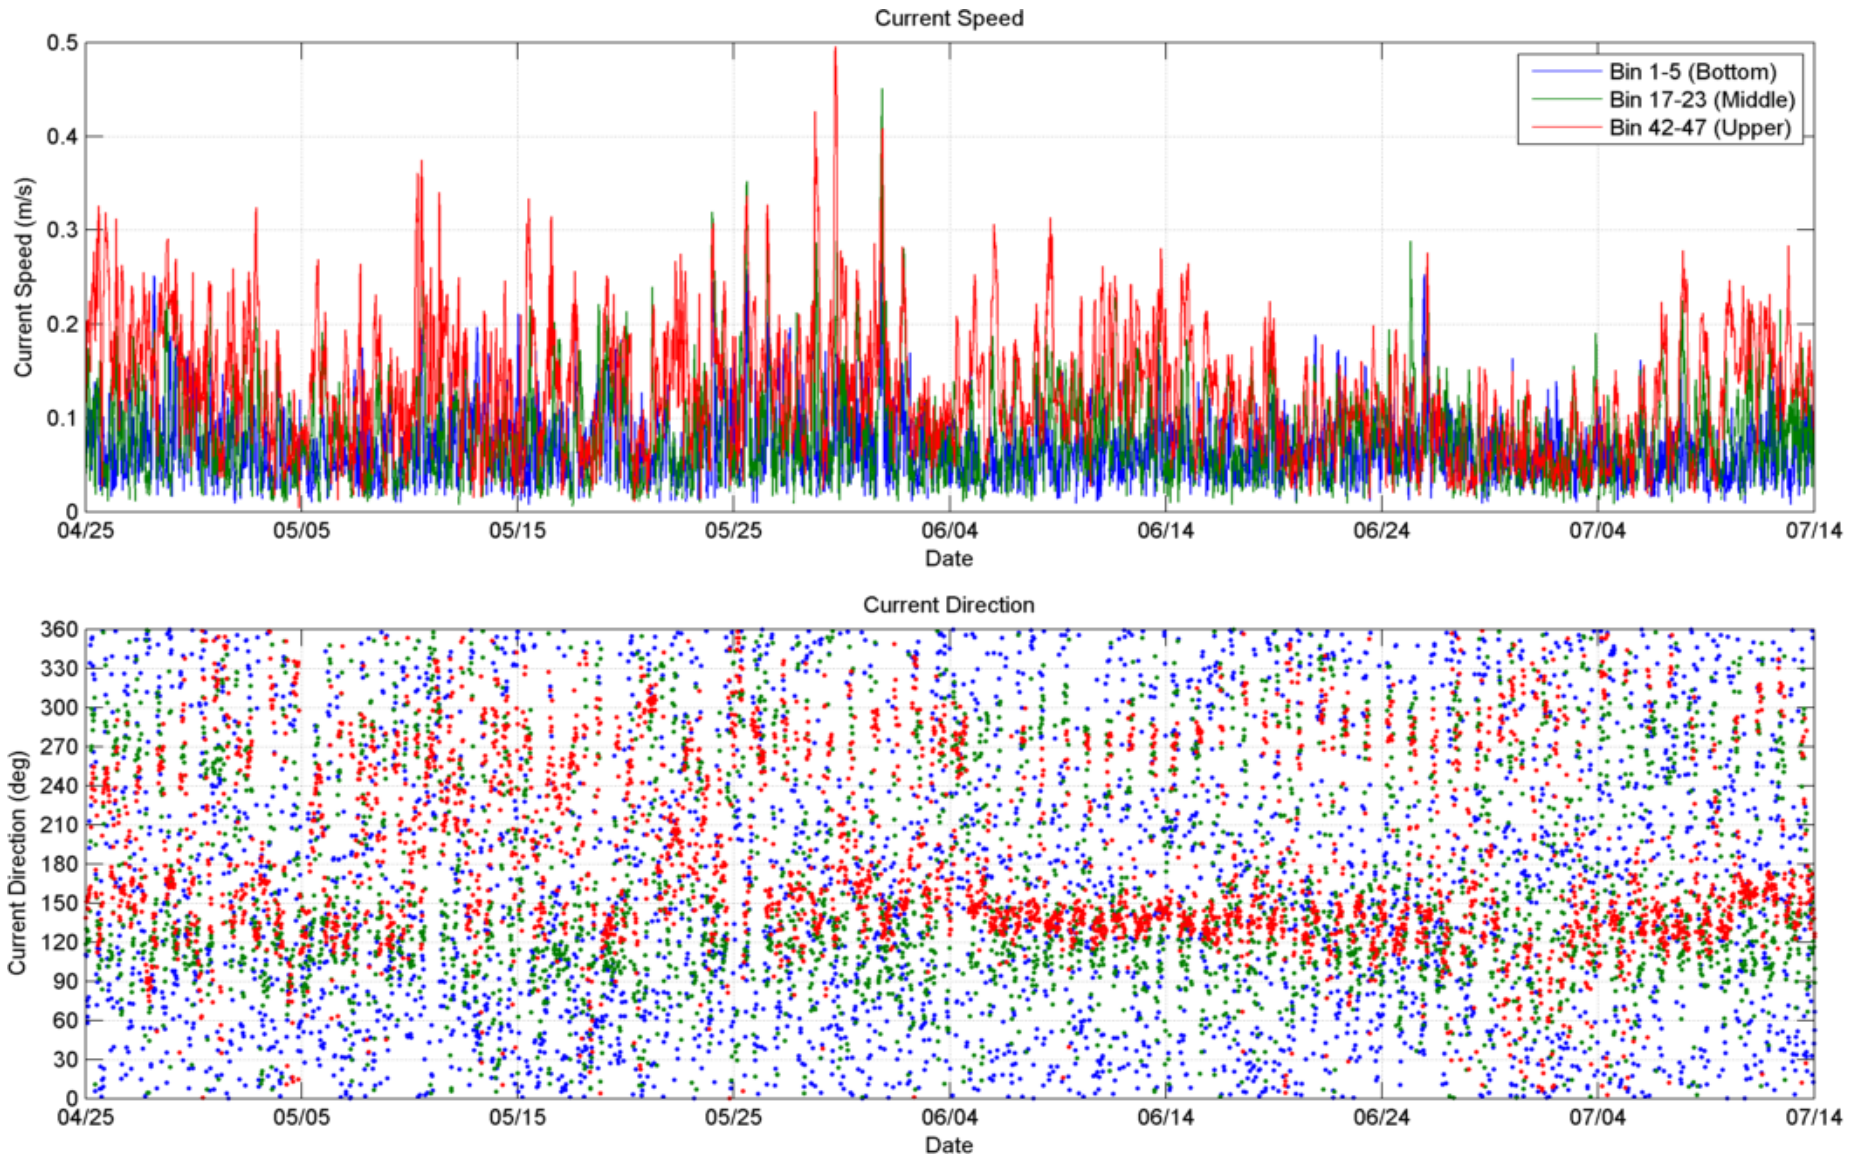 Current Speed
0.5
0.4
0.3
0.2
0.1
0
Current Speed (m/s)
Bin 1-5 (Bottom)
Bin 17-23 (Middle)
Bin 42-47 (Upper)
04/25 05/05 05/15 05/25 06/04 06/14 06/24 07/04 07/14
Date
Current Direction
360
330
300
270
240
210
180
150
120
90
60
30
0
Current Direction (deg)
04/25 05/05 05/15 05/25 06/04 06/14 06/24 07/04 07/14
Date